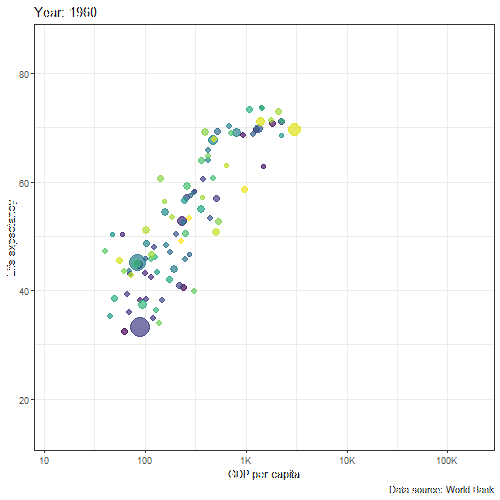 Year: 1960
Life expectancy
80
60
40
20
10
100
1K
10K
100K
GDP per capita
Data source: World Bank